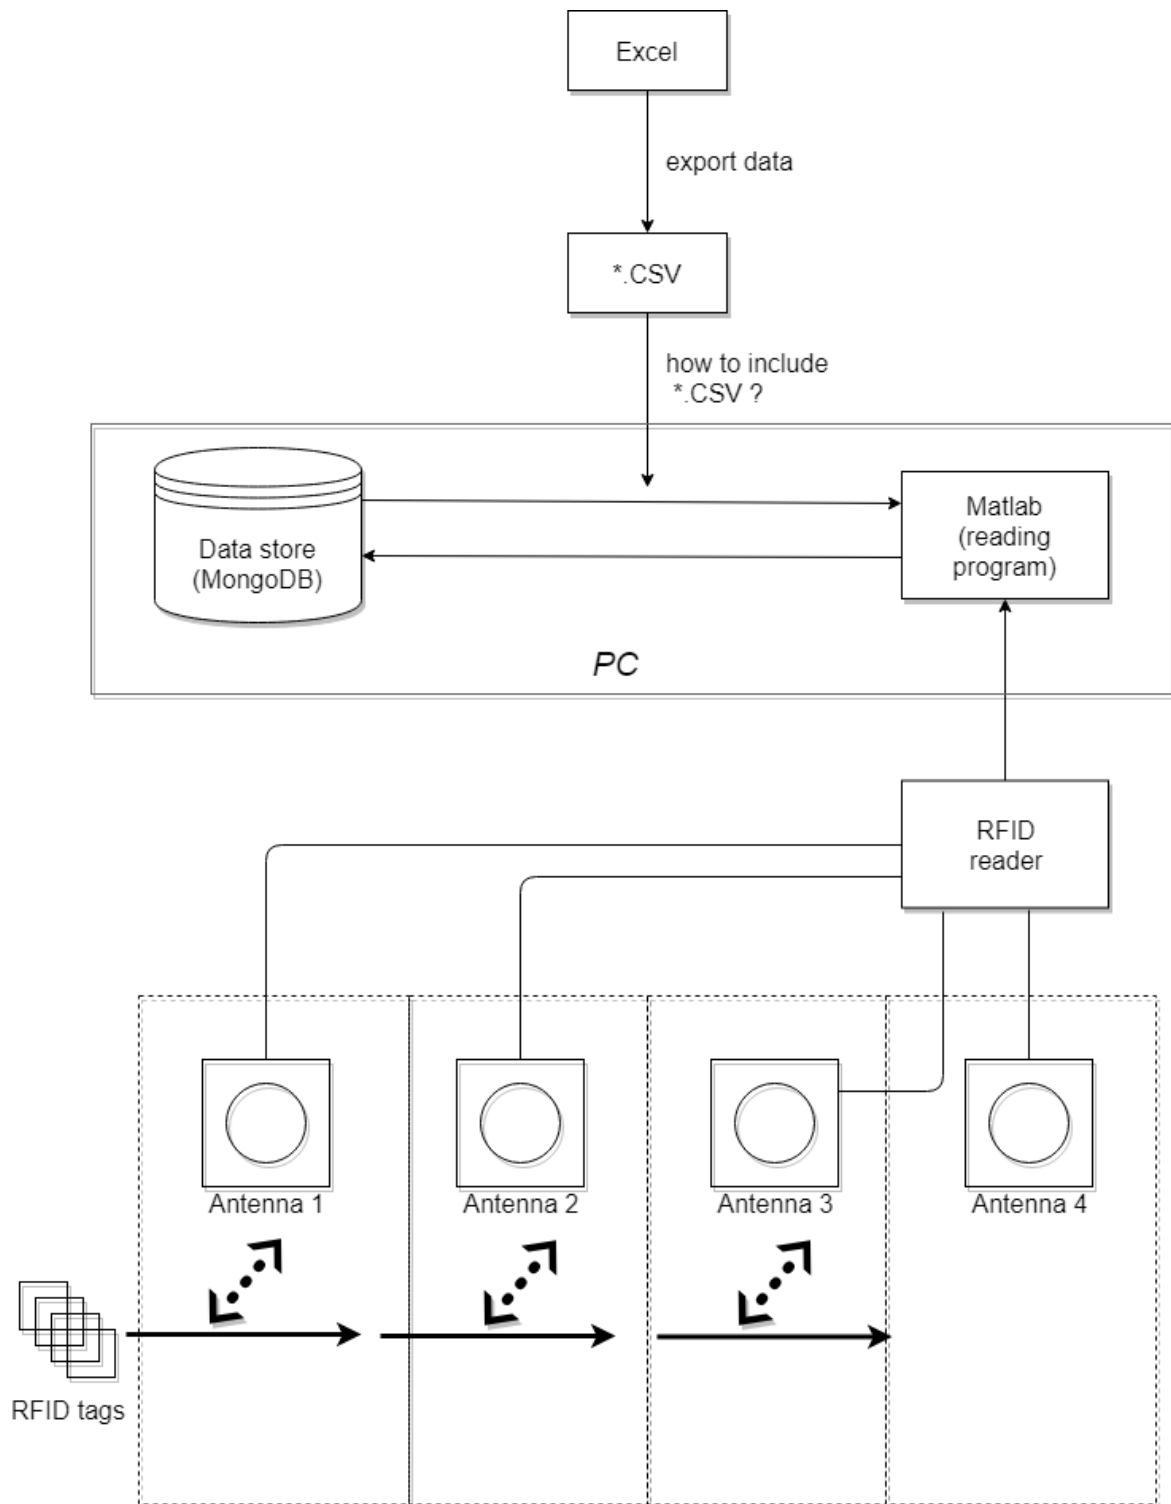 Excel
export data
*.CSV
how to include
*.CSV ?
Data store
(MongoDB)
Matlab
(reading
program)
PC
RFID
reader
Antenna 1
Antenna 2
Antenna 3
Antenna 4
RFID tags